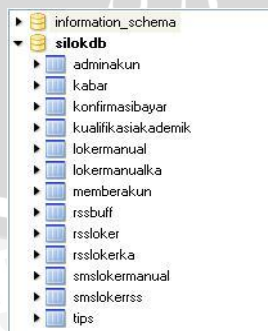 information_schema
silokdb
adminakun
kabar
konfirmasibayar
kualifikasiakademik
lokermanual
lokermanualka
memberakun
rssbuff
rssloker
rsslokerka
smslokermanual
smslokerrss
tips